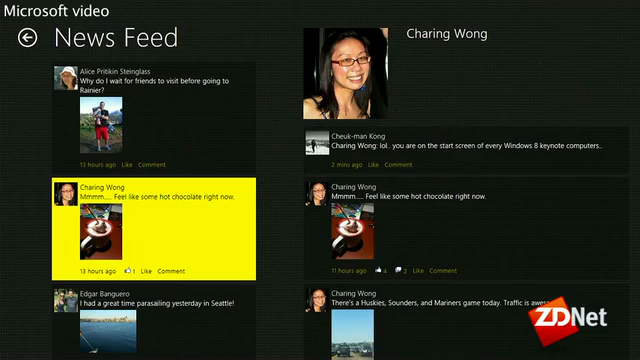 Microsoft video
News Feed
Alice Pritikin Steinglass
Why do I wait for friends to visit before going to
Rainier?
13 hours ago Like Comment
Charing Wong
Mmmm..... Feel like some hot chocolate right now.
13 hours ago 1 Like Comment
Edgar Banguero
I had a great time parasailing yesterday in Seattle!
Charing Wong
Cheuk-man Kong
Charing Wong: lol.. you are on the start screen of every Windows 8 keynote computers..
2 mins ago Like Comment
Charing Wong
Mmmm..... Feel like some hot chocolate right now.
11 hours ago 4 2 Like Comment
Charing Wong
There's a Huskies, Sounders, and Mariners game today. Traffic is
ZDNet